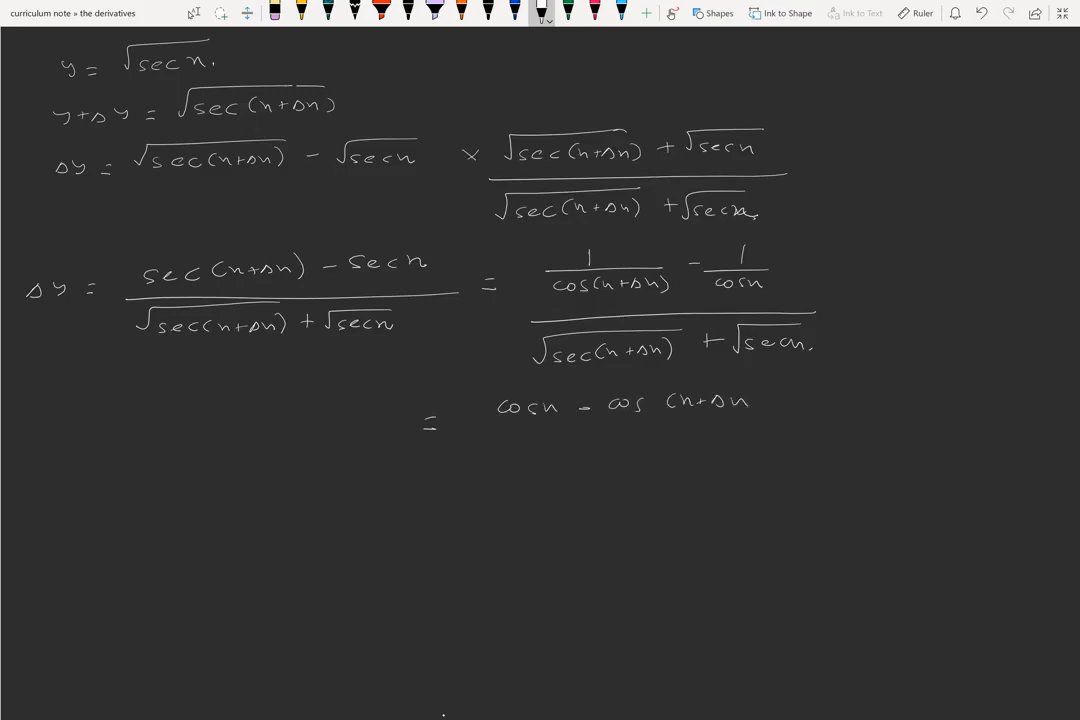 curriculum note » the derivatives
Shapes Ink to Shape Ink to Text Ruler
y = √sec x.
y+Δy = √sec(x+Δx)
Δy = √sec(x+Δx) - √sec x × (√sec(x+Δx) + √sec x) / (√sec(x+Δx) + √sec x)
Δy = (sec(x+Δx) - sec x) / (√sec(x+Δx) + √sec x) = (1/cos(x+Δx) - 1/cos x) / (√sec(x+Δx) + √sec x.)
= cos x - cos (x+Δx